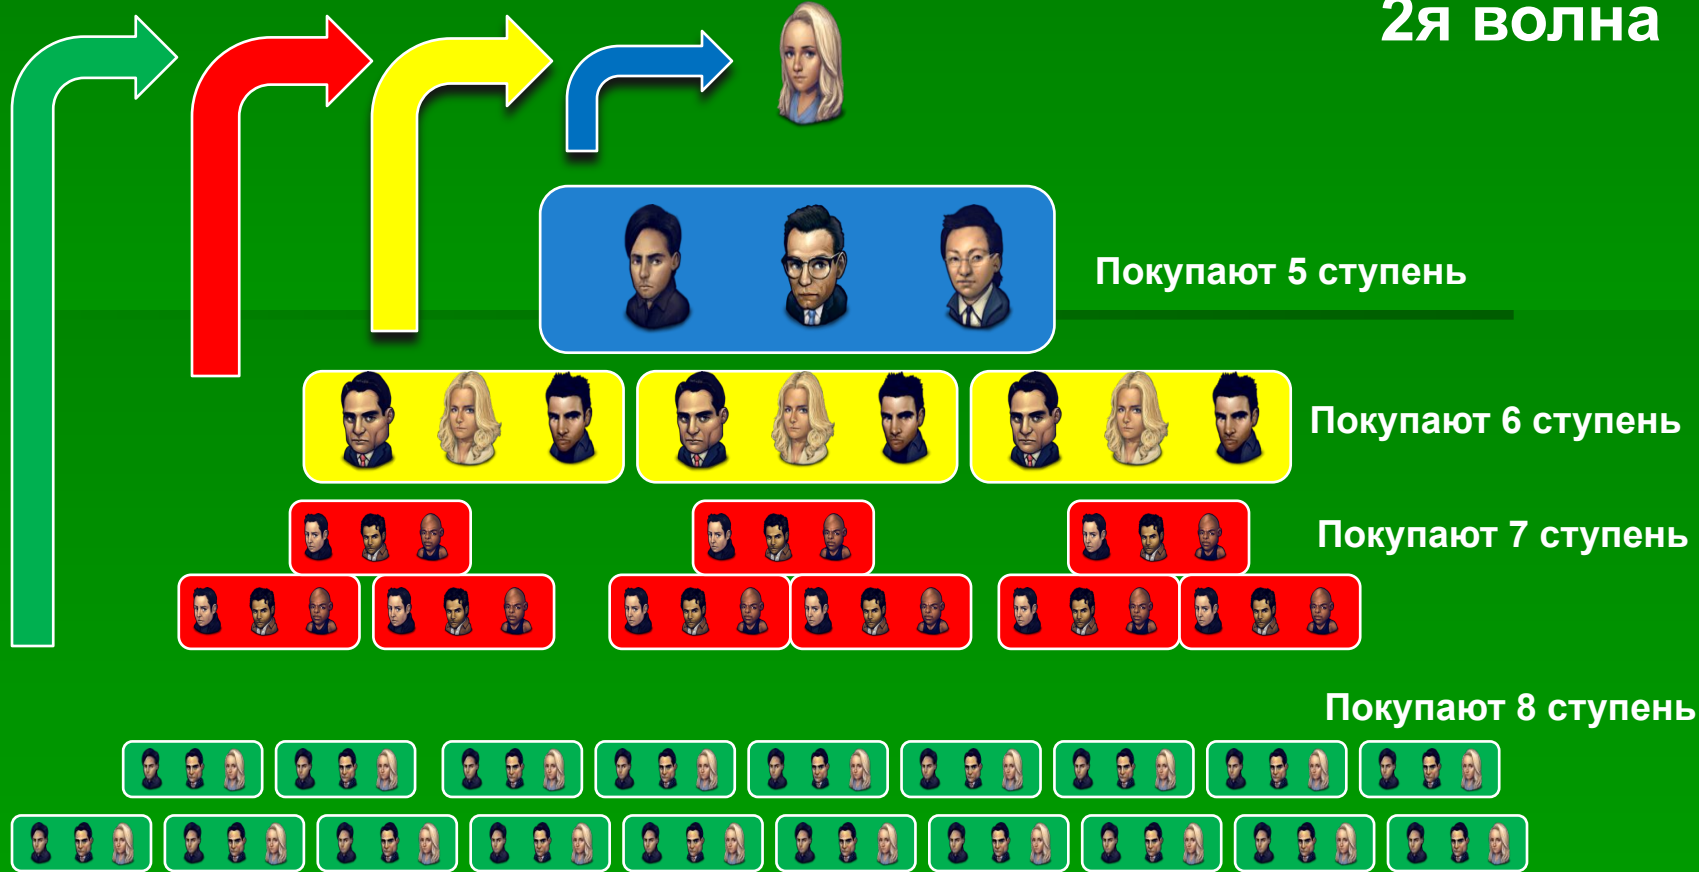 2я волна
Покупают 5 ступень
Покупают 6 ступень
Покупают 7 ступень
Покупают 8 ступень